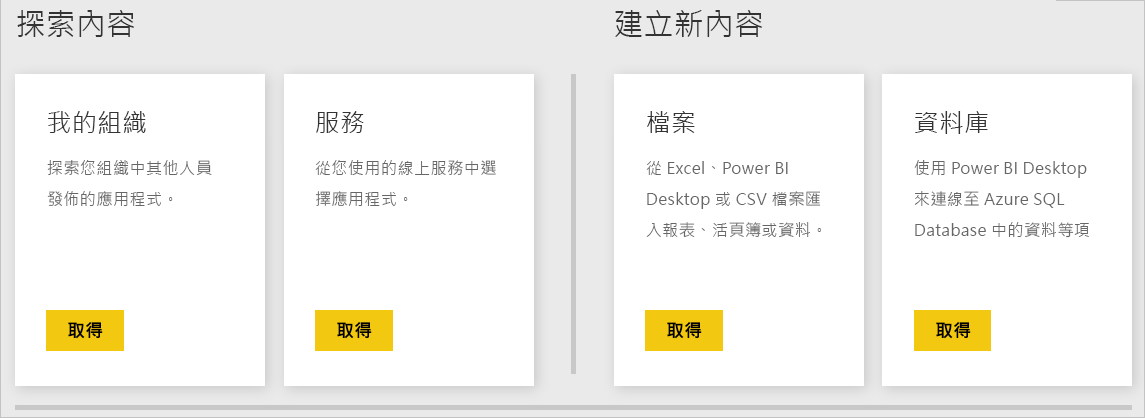 探索內容
我的組織
探索您組織中其他人員
發佈的應用程式。
取得
服務
從您使用的線上服務中選
擇應用程式。
取得
建立新內容
檔案
從 Excel、Power BI
Desktop 或 CSV 檔案匯
入報表、活頁簿或資料。
取得
資料庫
使用 Power BI Desktop
來連線至 Azure SQL
Database 中的資料等項
取得